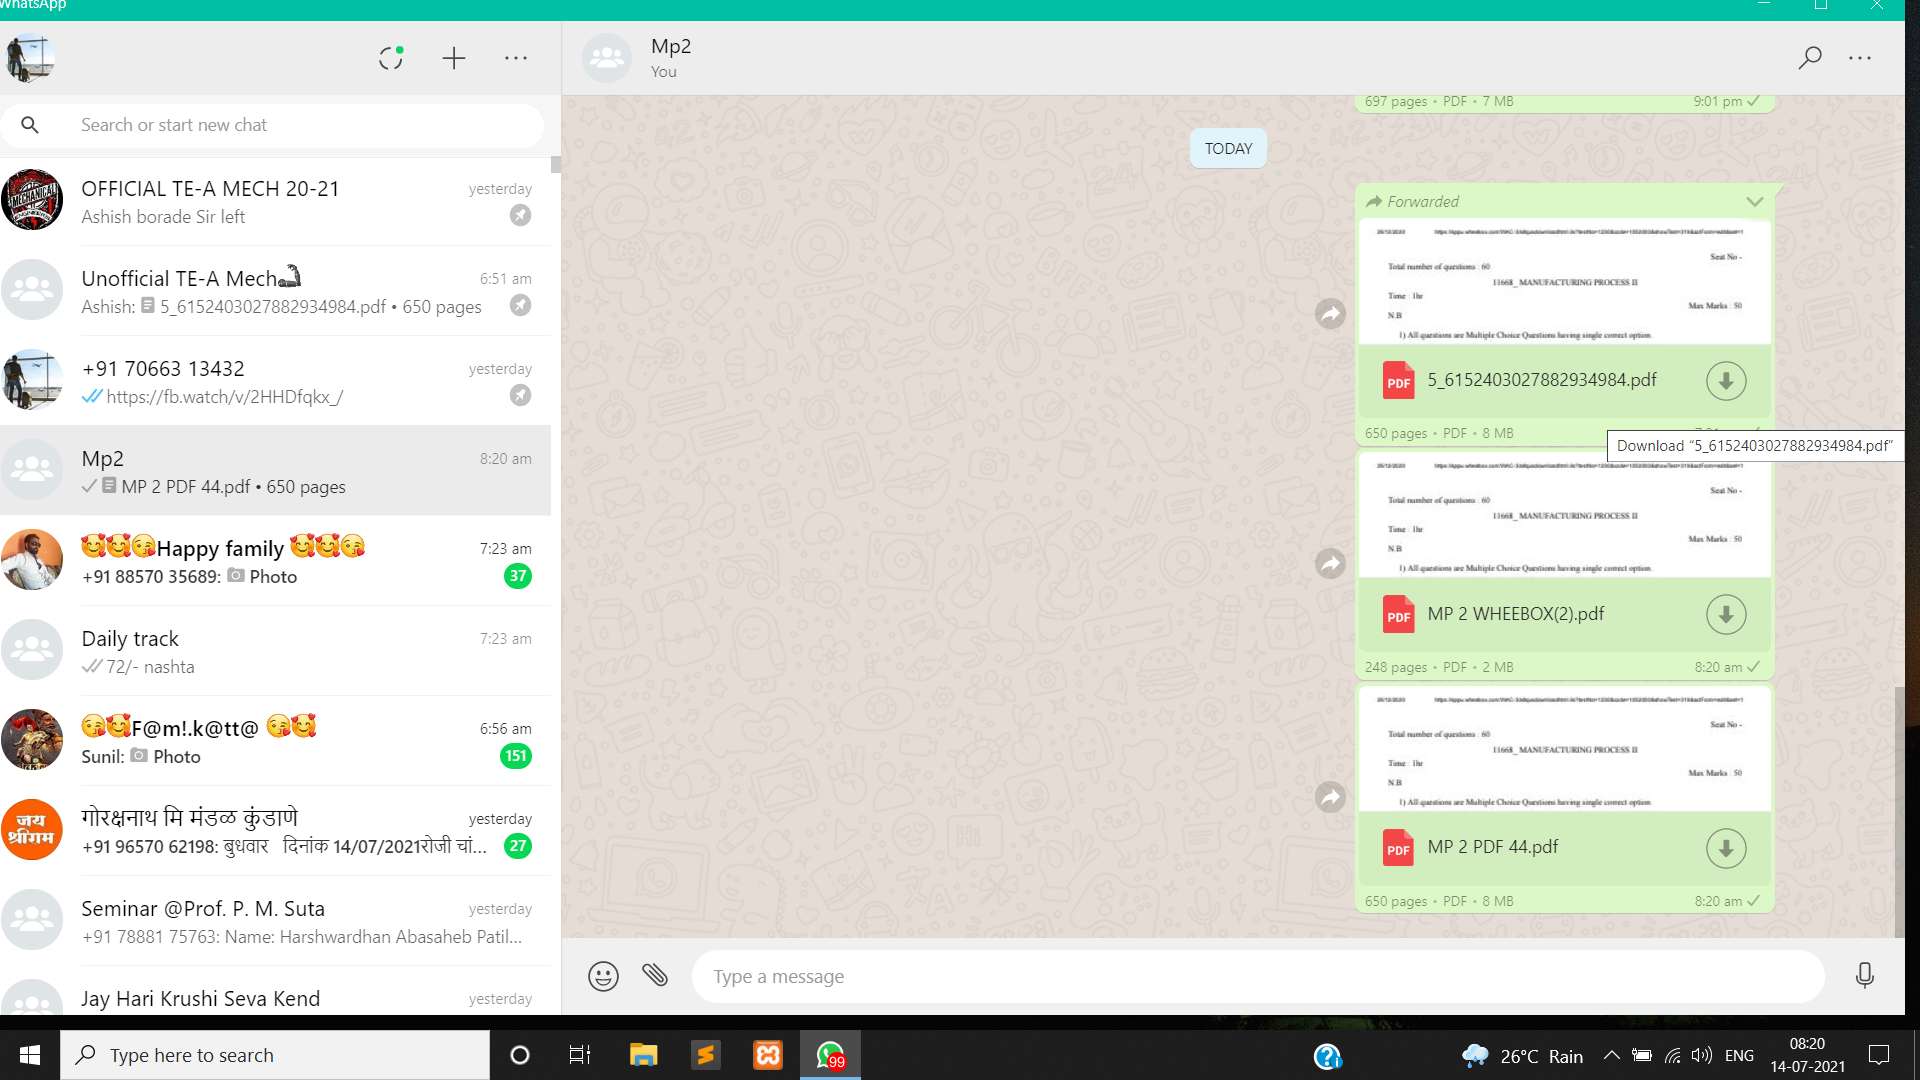 WhatsApp
Search or start new chat
OFFICIAL TE-A MECH 20-21
yesterday
Ashish borade Sir left
Unofficial TE-A Mech
6:51 am
Ashish: 5_6152403027882934984.pdf • 650 pages
+91 70663 13432
yesterday
https://fb.watch/v/2HHDfqkx_/
Mp2
8:20 am
MP 2 PDF 44.pdf • 650 pages
🥰🥰😘Happy family 🥰🥰😘
7:23 am
+91 88570 35689: Photo
37
Daily track
7:23 am
72/- nashta
😘🥰F@m!.k@tt@ 😘🥰
6:56 am
Sunil: Photo
151
जय
श्रीराम
गोरक्षनाथ मि मंडळ कुंडाणे
yesterday
+91 96570 62198: बुधवार दिनांक 14/07/2021रोजी चां...
27
Seminar @Prof. P. M. Suta
yesterday
+91 78881 75763: Name: Harshwardhan Abasaheb Patil...
Jay Hari Krushi Seva Kend
yesterday
Mp2
You
697 pages • PDF • 7 MB
9:01 pm
TODAY
Forwarded
Seat No -
Total number of questions : 60
11668_ MANUFACTURING PROCESS II
Time : 1hr
Max Marks : 50
N.B
1) All questions are Multiple Choice Questions having single correct option.
PDF
5_6152403027882934984.pdf
650 pages • PDF • 8 MB
Download “5_6152403027882934984.pdf”
Seat No -
Total number of questions : 60
11668_ MANUFACTURING PROCESS II
Time : 1hr
Max Marks : 50
N.B
1) All questions are Multiple Choice Questions having single correct option.
PDF
MP 2 WHEEBOX(2).pdf
248 pages • PDF • 2 MB
8:20 am
Seat No -
Total number of questions : 60
11668_ MANUFACTURING PROCESS II
Time : 1hr
Max Marks : 50
N.B
1) All questions are Multiple Choice Questions having single correct option.
PDF
MP 2 PDF 44.pdf
650 pages • PDF • 8 MB
8:20 am
Type a message
Type here to search
99
26°C Rain
ENG
08:20
14-07-2021